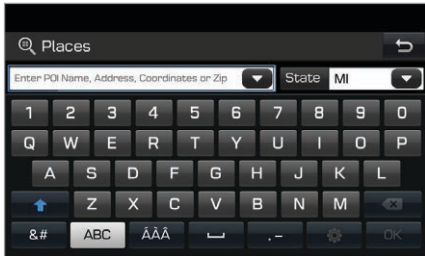 Places
Enter POI Name, Address, Coordinates or Zip State MI
1 2 3 4 5 6 7 8 9 0
Q W E R T Y U I O P
A S D F G H J K L
Z X C V B N M
&# ABC ÁÀÂ .– OK